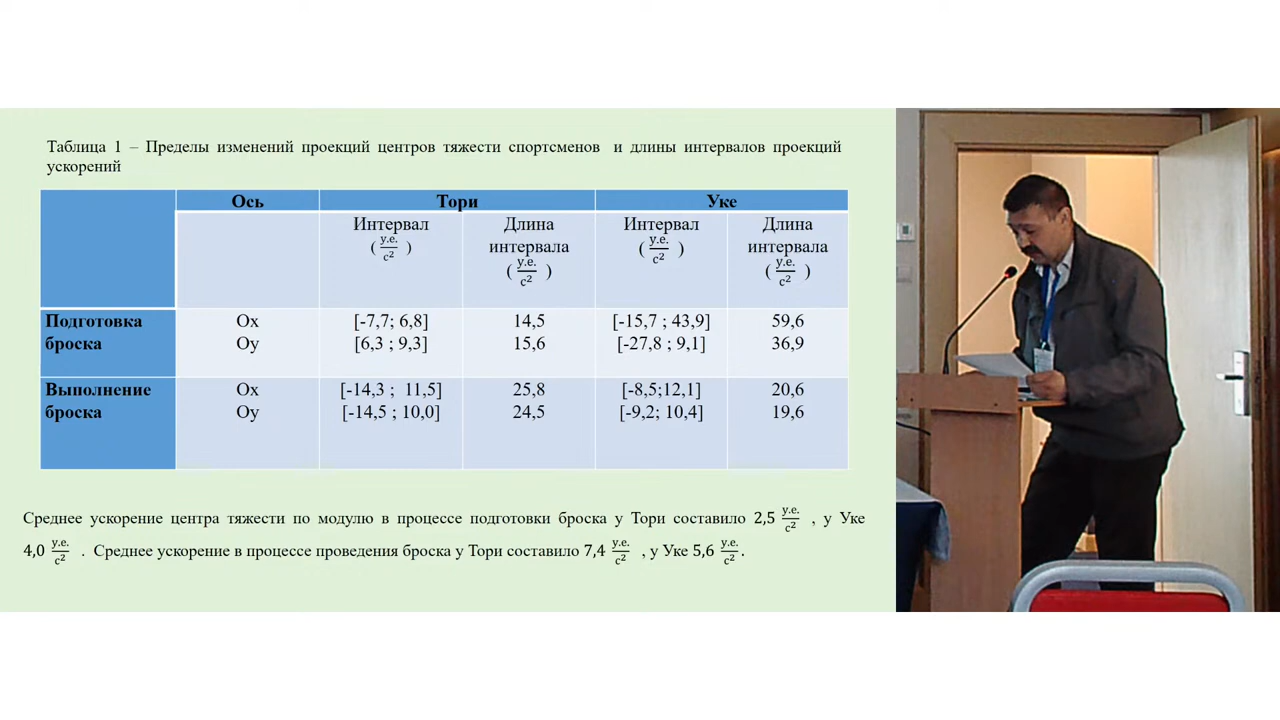 Таблица 1 – Пределы изменений проекций центров тяжести спортсменов и длины интервалов проекций
ускорений
Ось Тори Уке
Интервал (у.е./с²) Длина интервала (у.е./с²) Интервал (у.е./с²) Длина интервала (у.е./с²)
Подготовка Ох [-7,7; 6,8] 14,5 [-15,7 ; 43,9] 59,6
броска Оу [6,3 ; 9,3] 15,6 [-27,8 ; 9,1] 36,9
Выполнение Ох [-14,3 ; 11,5] 25,8 [-8,5;12,1] 20,6
броска Оу [-14,5 ; 10,0] 24,5 [-9,2; 10,4] 19,6
Среднее ускорение центра тяжести по модулю в процессе подготовки броска у Тори составило 2,5 у.е./с² , у Уке
4,0 у.е./с² . Среднее ускорение в процессе проведения броска у Тори составило 7,4 у.е./с² , у Уке 5,6 у.е./с².